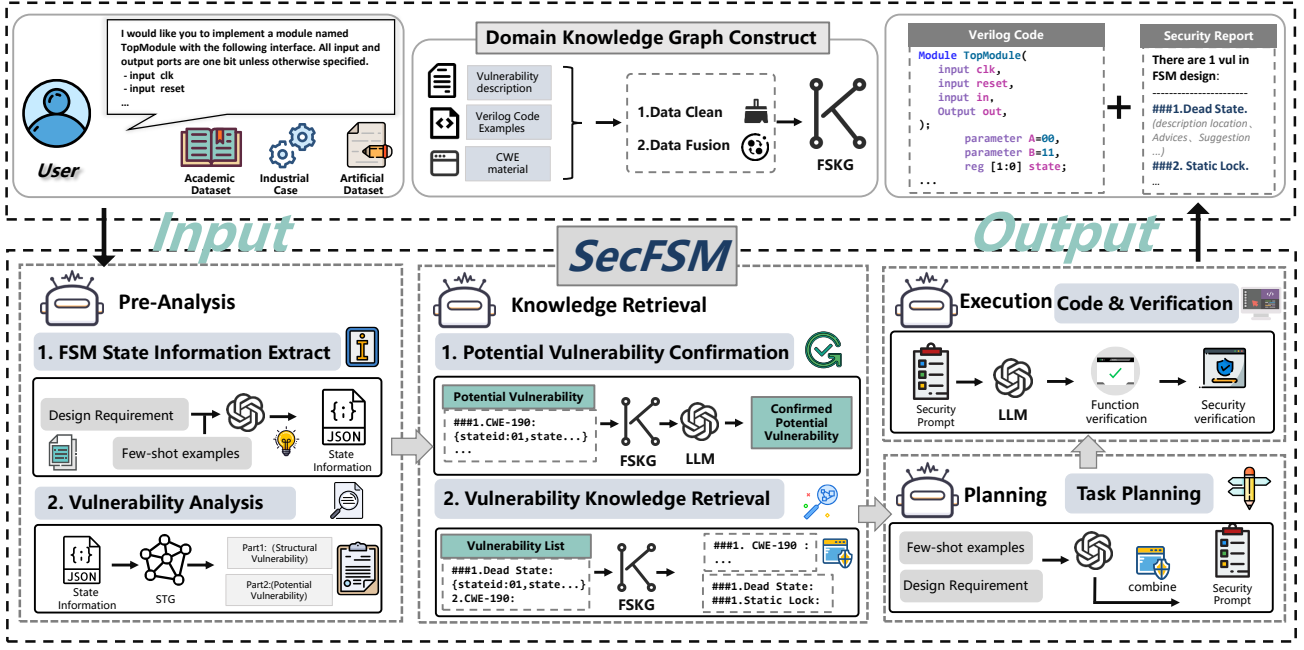 I would like you to implement a module named
TopModule with the following interface. All input and
output ports are one bit unless otherwise specified.
- input clk
- input reset
...
User
Academic
Dataset
Industrial
Case
Artificial
Dataset
Domain Knowledge Graph Construct
Vulnerability
description
Verilog Code
Examples
CWE
material
1.Data Clean
2.Data Fusion
FSKG
Verilog Code
Module TopModule(
input clk,
input reset,
input in,
Output out,
);
parameter A=00,
parameter B=11,
reg [1:0] state;
...
+
Security Report
There are 1 vul in
FSM design:
-----------------------
###1.Dead State.
(description location、
Advices、Suggestion
...)
###2. Static Lock.
...
Input
SecFSM
Output
Pre-Analysis
1. FSM State Information Extract
Design Requirement
Few-shot examples
{;}
JSON
State
Information
2. Vulnerability Analysis
{;}
JSON
State
Information
STG
Part1:（Structural
Vulnerability)
Part2:(Potential
Vulnerability)
Knowledge Retrieval
1. Potential Vulnerability Confirmation
Potential Vulnerability
###1.CWE-190:
{stateid:01,state...}
...
FSKG
LLM
Confirmed
Potential
Vulnerability
2. Vulnerability Knowledge Retrieval
Vulnerability List
###1.Dead State:
{stateid:01,state...}
2.CWE-190:
FSKG
###1. CWE-190 :
...
###1.Dead State:
###1.Static Lock:
Execution
Code & Verification
Security
Prompt
LLM
Function
verification
Security
verification
Planning
Task Planning
Few-shot examples
Design Requirement
combine
Security
Prompt